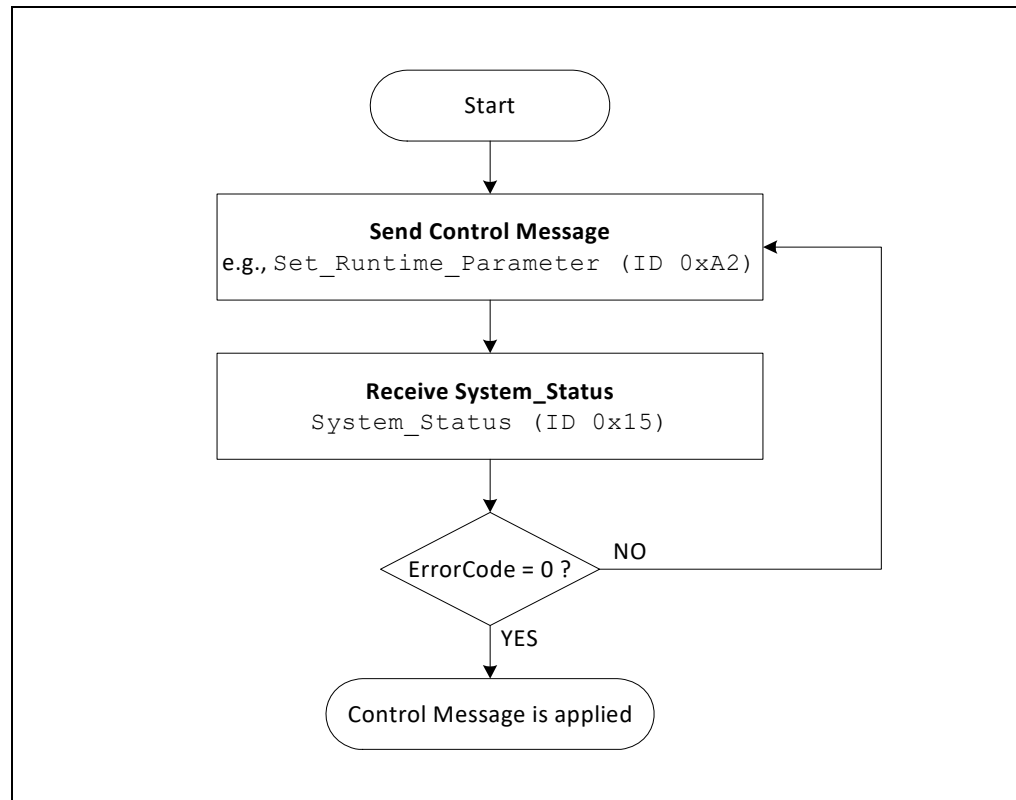 Start
Send Control Message
e.g., Set_Runtime_Parameter (ID 0xA2)
Receive System_Status
System_Status (ID 0x15)
ErrorCode = 0 ?
NO
YES
Control Message is applied